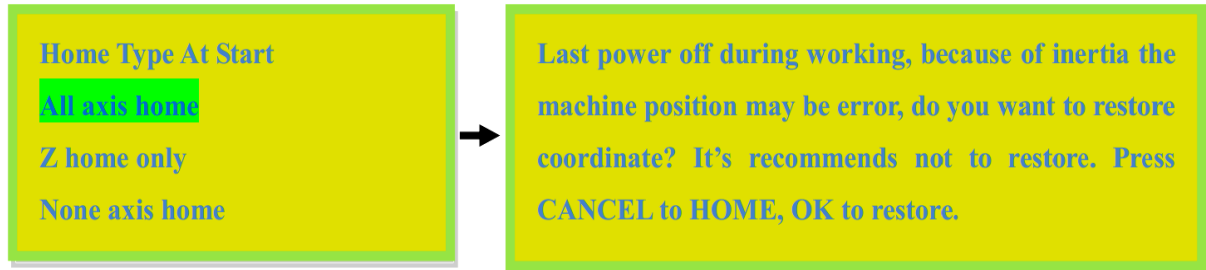 Home Type At Start
All axis home
Z home only
None axis home
Last power off during working, because of inertia the
machine position may be error, do you want to restore
coordinate? It’s recommends not to restore. Press
CANCEL to HOME, OK to restore.